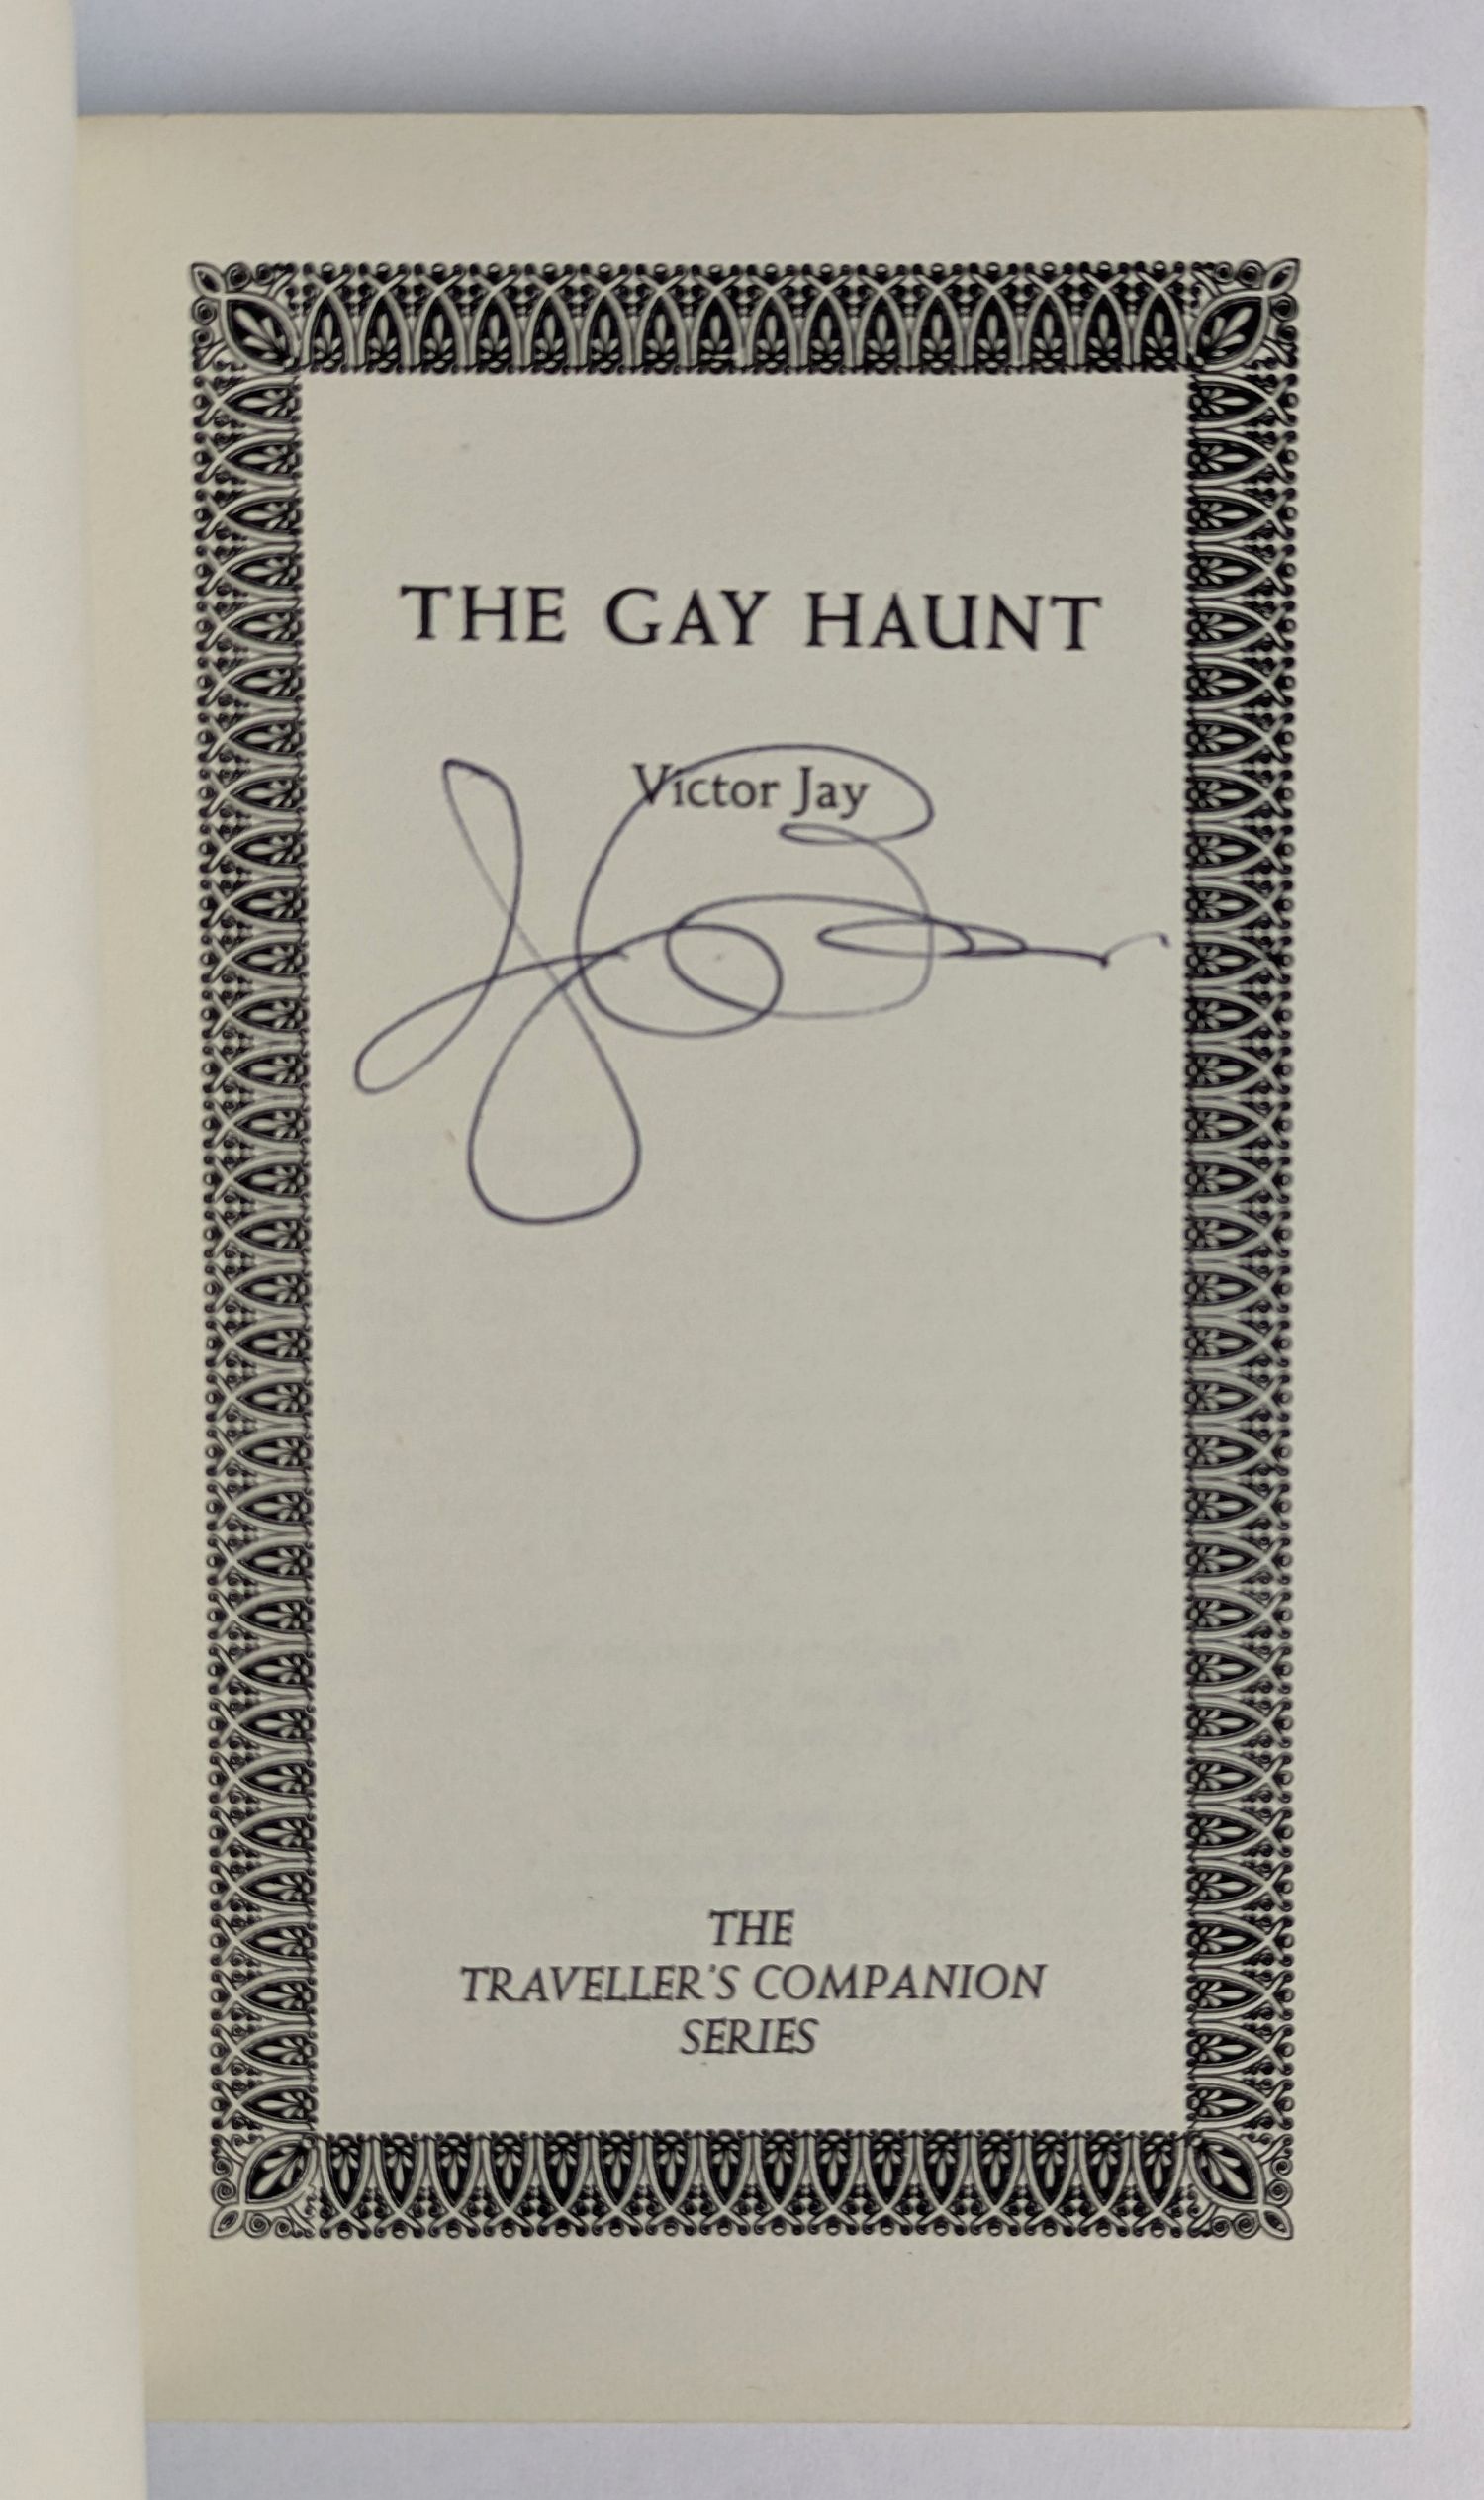 THE GAY HAUNT
Victor Jay
THE
TRAVELLER'S COMPANION
SERIES